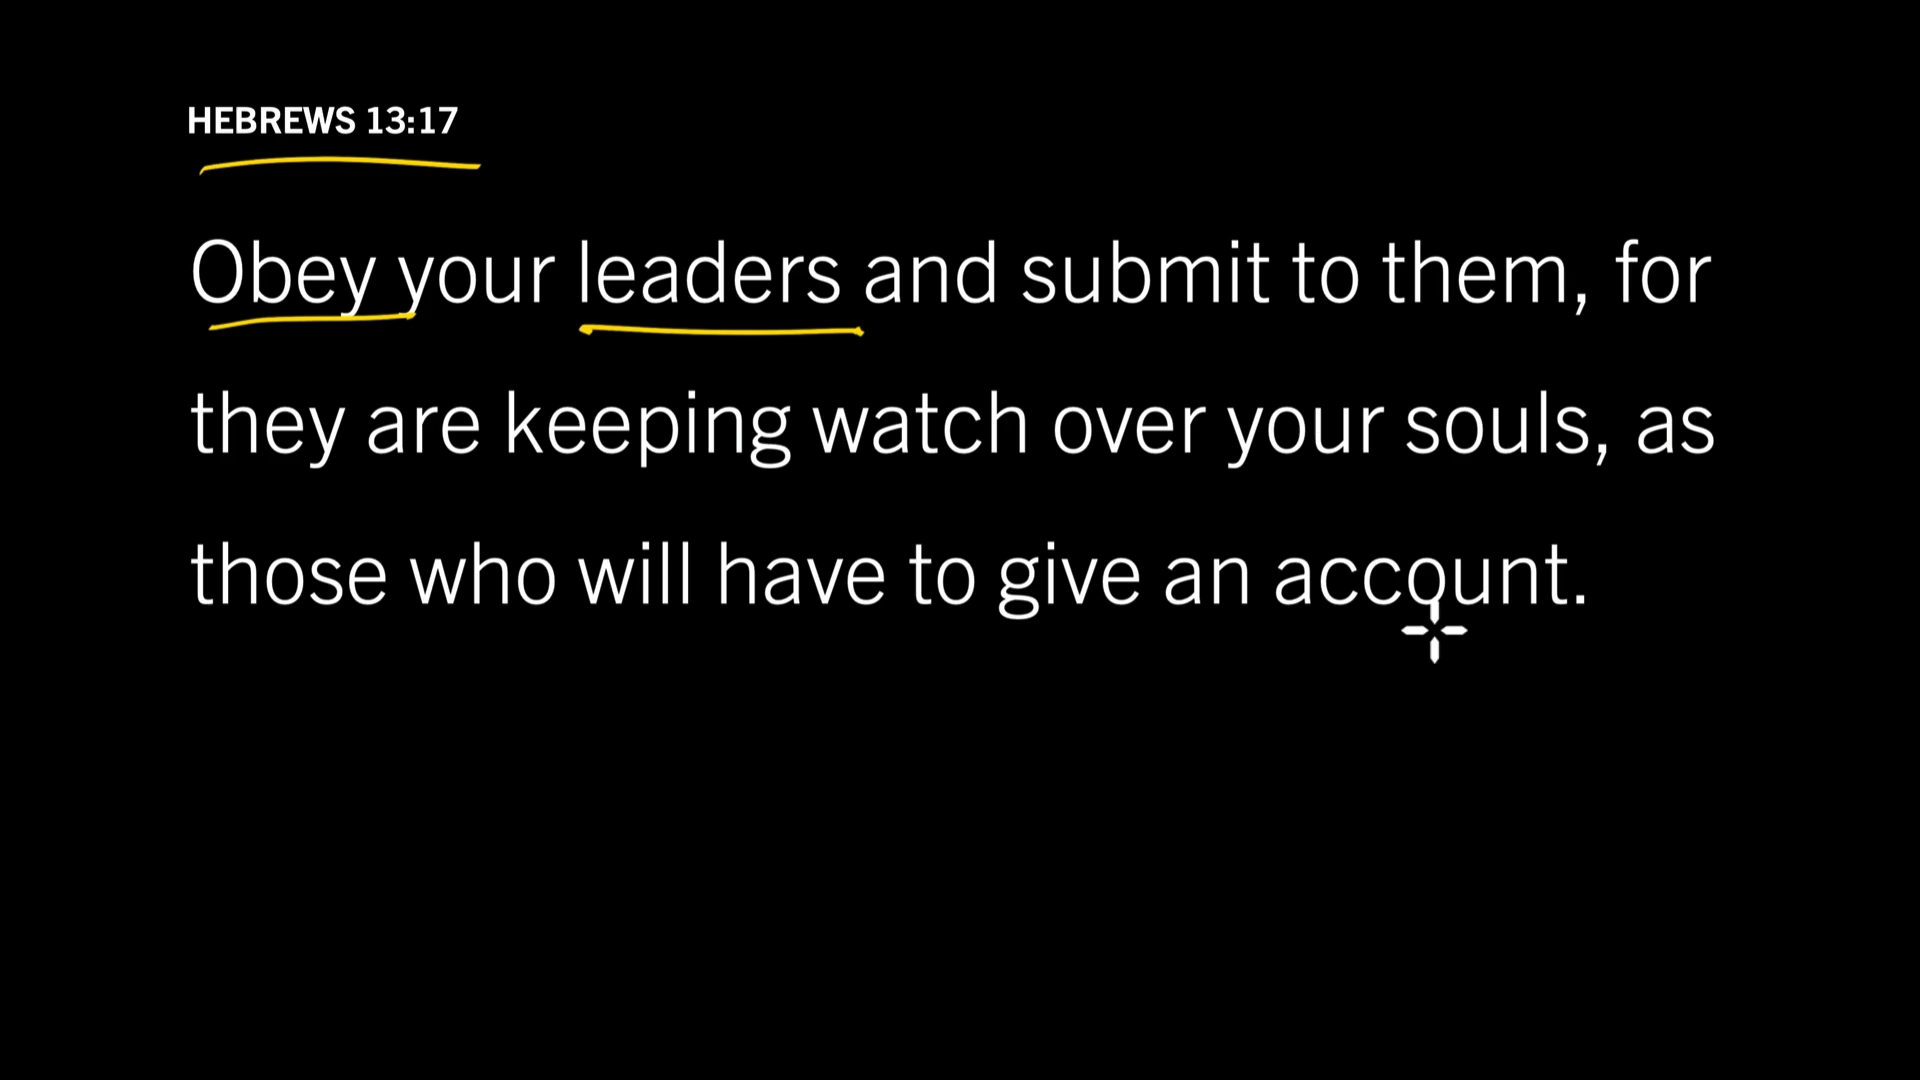 HEBREWS 13:17
Obey your leaders and submit to them, for
they are keeping watch over your souls, as
those who will have to give an account.